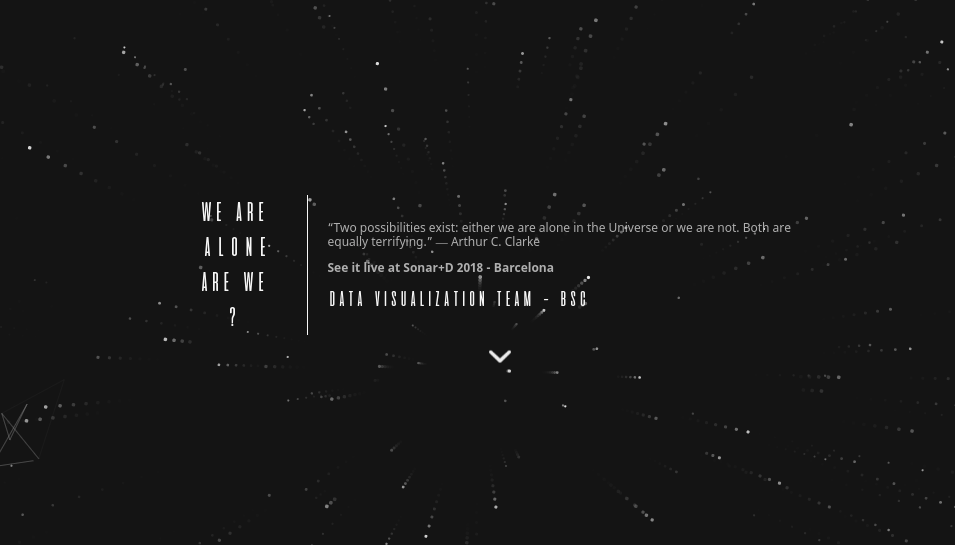 WE ARE
ALONE
ARE WE
?
“Two possibilities exist: either we are alone in the Universe or we are not. Both are
equally terrifying.” — Arthur C. Clarke
See it live at Sonar+D 2018 - Barcelona
DATA VISUALIZATION TEAM - BSC